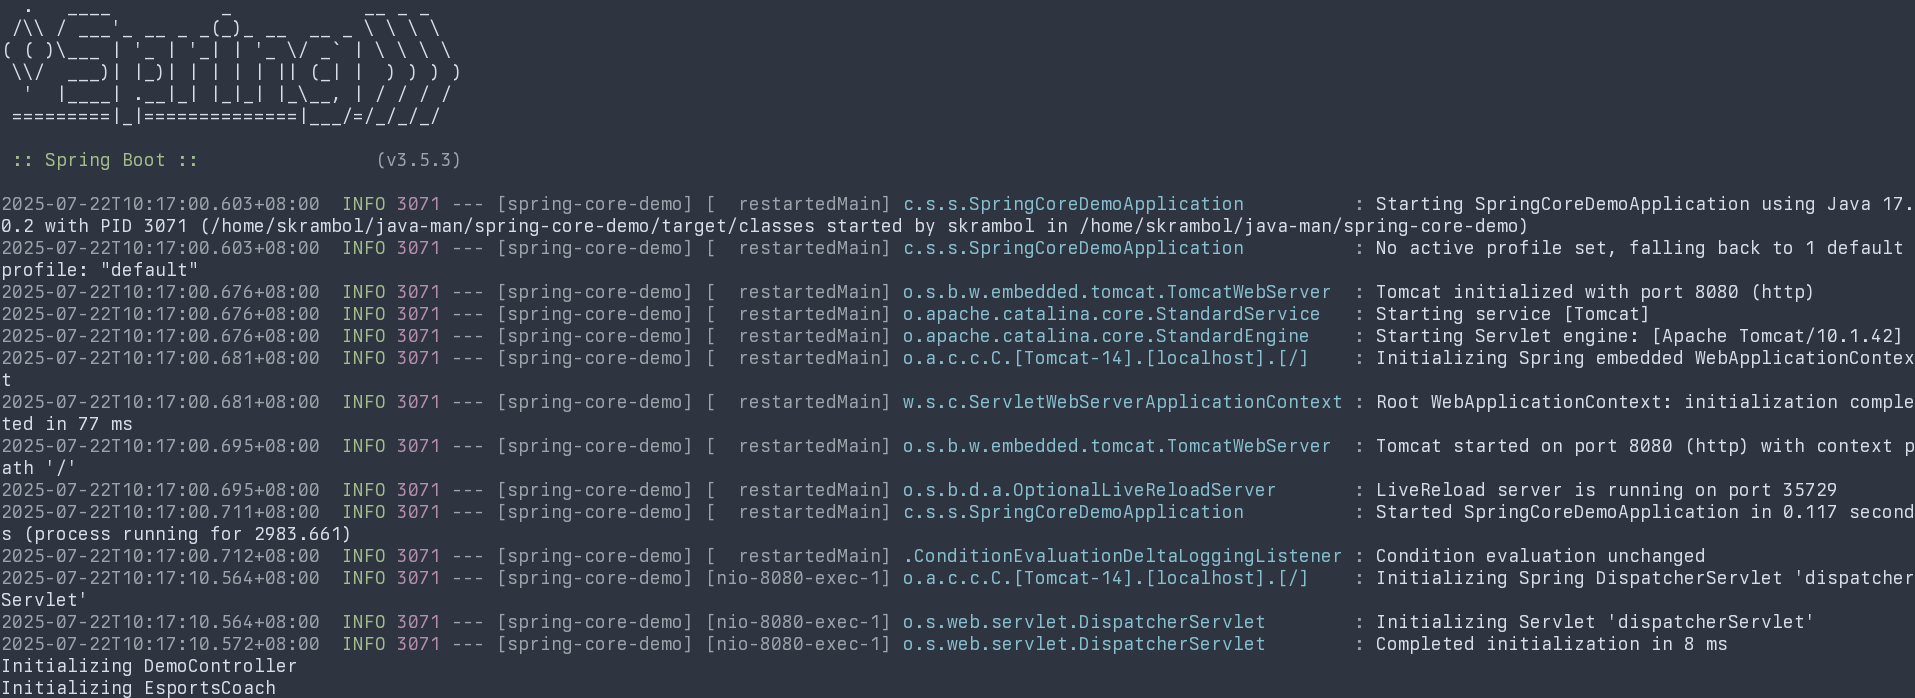 .   ____          _            __ _ _
 /\\ / ___'_ __ _ _(_)_ __  __ _ \ \ \ \
( ( )\___ | '_ | '_| | '_ \/ _` | \ \ \ \
 \\/  ___)| |_)| | | | | || (_| |  ) ) ) )
  '  |____| .__|_| |_|_| |_\__, | / / / /
 =========|_|==============|___/=/_/_/_/

 :: Spring Boot ::                (v3.5.3)

2025-07-22T10:17:00.603+08:00  INFO 3071 --- [spring-core-demo] [  restartedMain] c.s.s.SpringCoreDemoApplication          : Starting SpringCoreDemoApplication using Java 17.
0.2 with PID 3071 (/home/skrambol/java-man/spring-core-demo/target/classes started by skrambol in /home/skrambol/java-man/spring-core-demo)
2025-07-22T10:17:00.603+08:00  INFO 3071 --- [spring-core-demo] [  restartedMain] c.s.s.SpringCoreDemoApplication          : No active profile set, falling back to 1 default
profile: "default"
2025-07-22T10:17:00.676+08:00  INFO 3071 --- [spring-core-demo] [  restartedMain] o.s.b.w.embedded.tomcat.TomcatWebServer  : Tomcat initialized with port 8080 (http)
2025-07-22T10:17:00.676+08:00  INFO 3071 --- [spring-core-demo] [  restartedMain] o.apache.catalina.core.StandardService   : Starting service [Tomcat]
2025-07-22T10:17:00.676+08:00  INFO 3071 --- [spring-core-demo] [  restartedMain] o.apache.catalina.core.StandardEngine    : Starting Servlet engine: [Apache Tomcat/10.1.42]
2025-07-22T10:17:00.681+08:00  INFO 3071 --- [spring-core-demo] [  restartedMain] o.a.c.c.C.[Tomcat-14].[localhost].[/]    : Initializing Spring embedded WebApplicationContex
t
2025-07-22T10:17:00.681+08:00  INFO 3071 --- [spring-core-demo] [  restartedMain] w.s.c.ServletWebServerApplicationContext : Root WebApplicationContext: initialization comple
ted in 77 ms
2025-07-22T10:17:00.695+08:00  INFO 3071 --- [spring-core-demo] [  restartedMain] o.s.b.w.embedded.tomcat.TomcatWebServer  : Tomcat started on port 8080 (http) with context p
ath '/'
2025-07-22T10:17:00.695+08:00  INFO 3071 --- [spring-core-demo] [  restartedMain] o.s.b.d.a.OptionalLiveReloadServer       : LiveReload server is running on port 35729
2025-07-22T10:17:00.711+08:00  INFO 3071 --- [spring-core-demo] [  restartedMain] c.s.s.SpringCoreDemoApplication          : Started SpringCoreDemoApplication in 0.117 second
s (process running for 2983.661)
2025-07-22T10:17:00.712+08:00  INFO 3071 --- [spring-core-demo] [  restartedMain] .ConditionEvaluationDeltaLoggingListener : Condition evaluation unchanged
2025-07-22T10:17:10.564+08:00  INFO 3071 --- [spring-core-demo] [nio-8080-exec-1] o.a.c.c.C.[Tomcat-14].[localhost].[/]    : Initializing Spring DispatcherServlet 'dispatcher
Servlet'
2025-07-22T10:17:10.564+08:00  INFO 3071 --- [spring-core-demo] [nio-8080-exec-1] o.s.web.servlet.DispatcherServlet        : Initializing Servlet 'dispatcherServlet'
2025-07-22T10:17:10.572+08:00  INFO 3071 --- [spring-core-demo] [nio-8080-exec-1] o.s.web.servlet.DispatcherServlet        : Completed initialization in 8 ms
Initializing DemoController
Initializing EsportsCoach